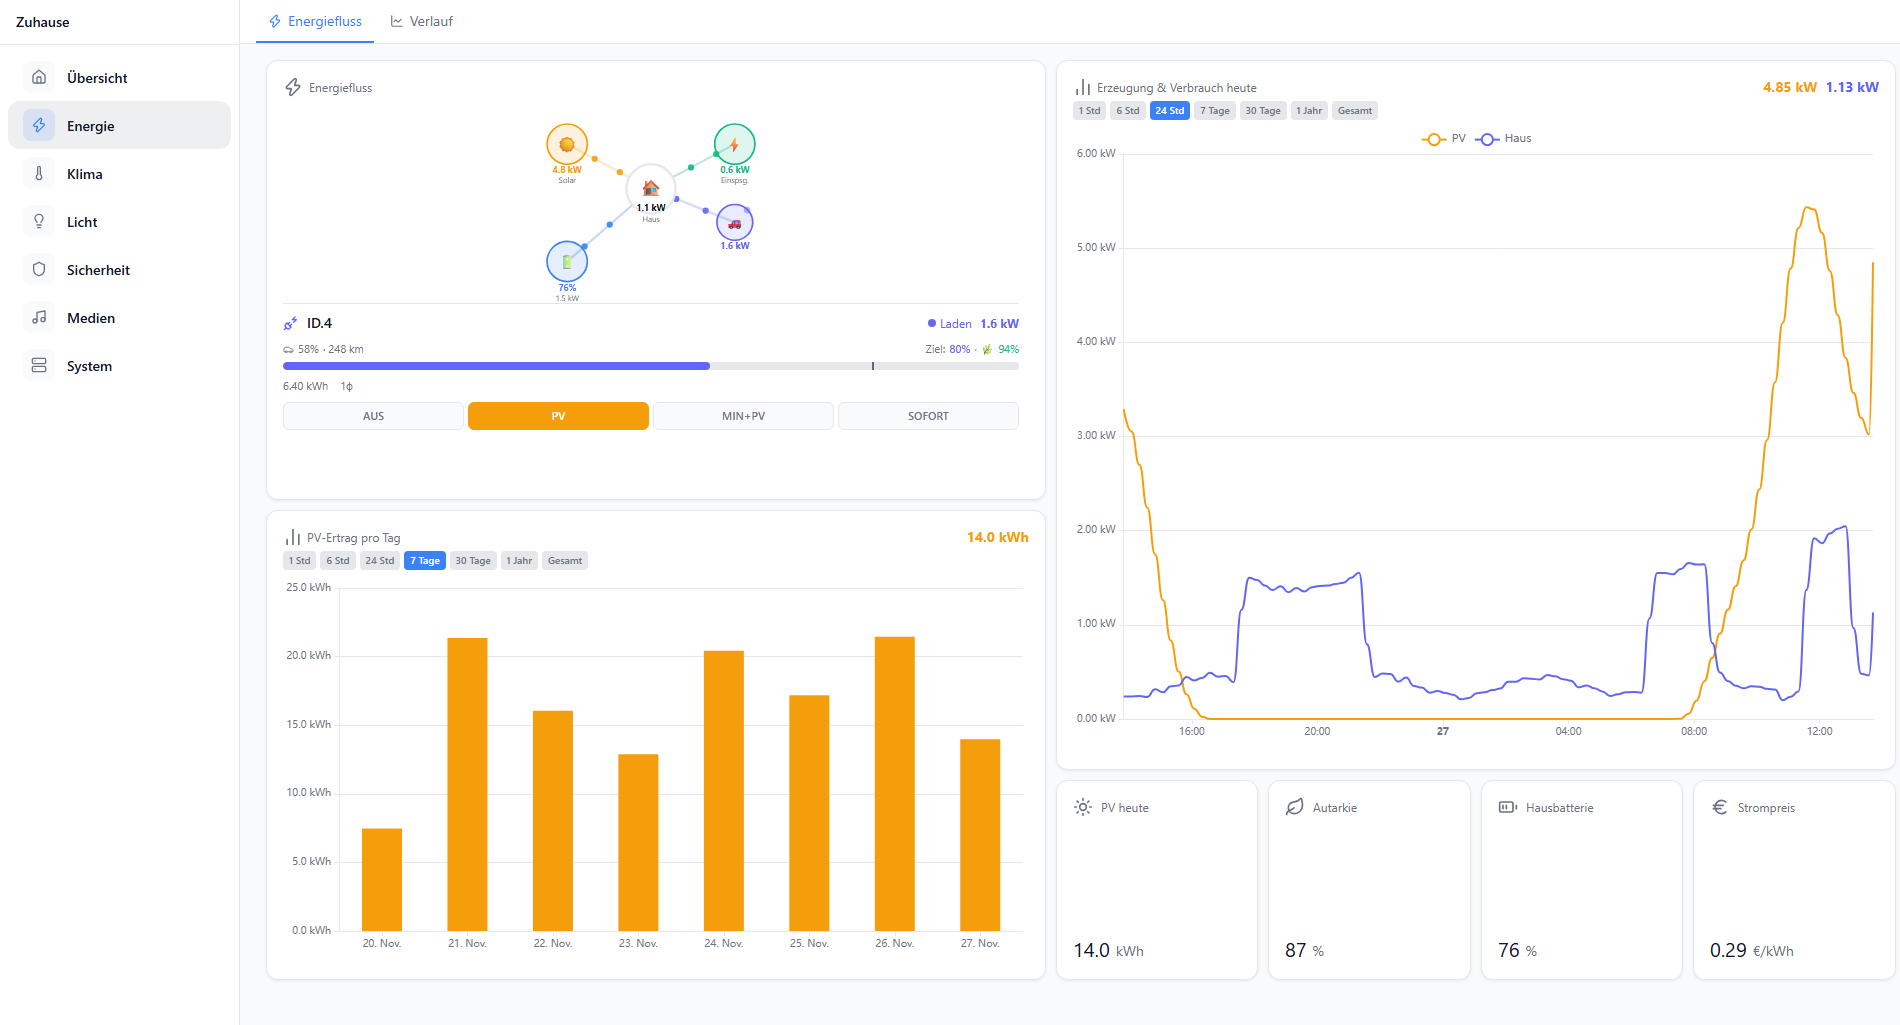 Zuhause
Übersicht
Energie
Klima
Licht
Sicherheit
Medien
System
Energiefluss
Verlauf
Energiefluss
4.8 kW
Solar
0.6 kW
Einspsg.
1.1 kW
Haus
1.6 kW
76%
1.5 kW
ID.4
Laden 1.6 kW
58% · 248 km
Ziel: 80% · 94%
6.40 kWh 1ϕ
AUS
PV
MIN+PV
SOFORT
PV-Ertrag pro Tag
14.0 kWh
1 Std
6 Std
24 Std
7 Tage
30 Tage
1 Jahr
Gesamt
25.0 kWh
20.0 kWh
15.0 kWh
10.0 kWh
5.0 kWh
0.0 kWh
20. Nov.
21. Nov.
22. Nov.
23. Nov.
24. Nov.
25. Nov.
26. Nov.
27. Nov.
Erzeugung & Verbrauch heute
4.85 kW 1.13 kW
1 Std
6 Std
24 Std
7 Tage
30 Tage
1 Jahr
Gesamt
PV
Haus
6.00 kW
5.00 kW
4.00 kW
3.00 kW
2.00 kW
1.00 kW
0.00 kW
16:00
20:00
27
04:00
08:00
12:00
PV heute
14.0 kWh
Autarkie
87 %
Hausbatterie
76 %
Strompreis
0.29 €/kWh